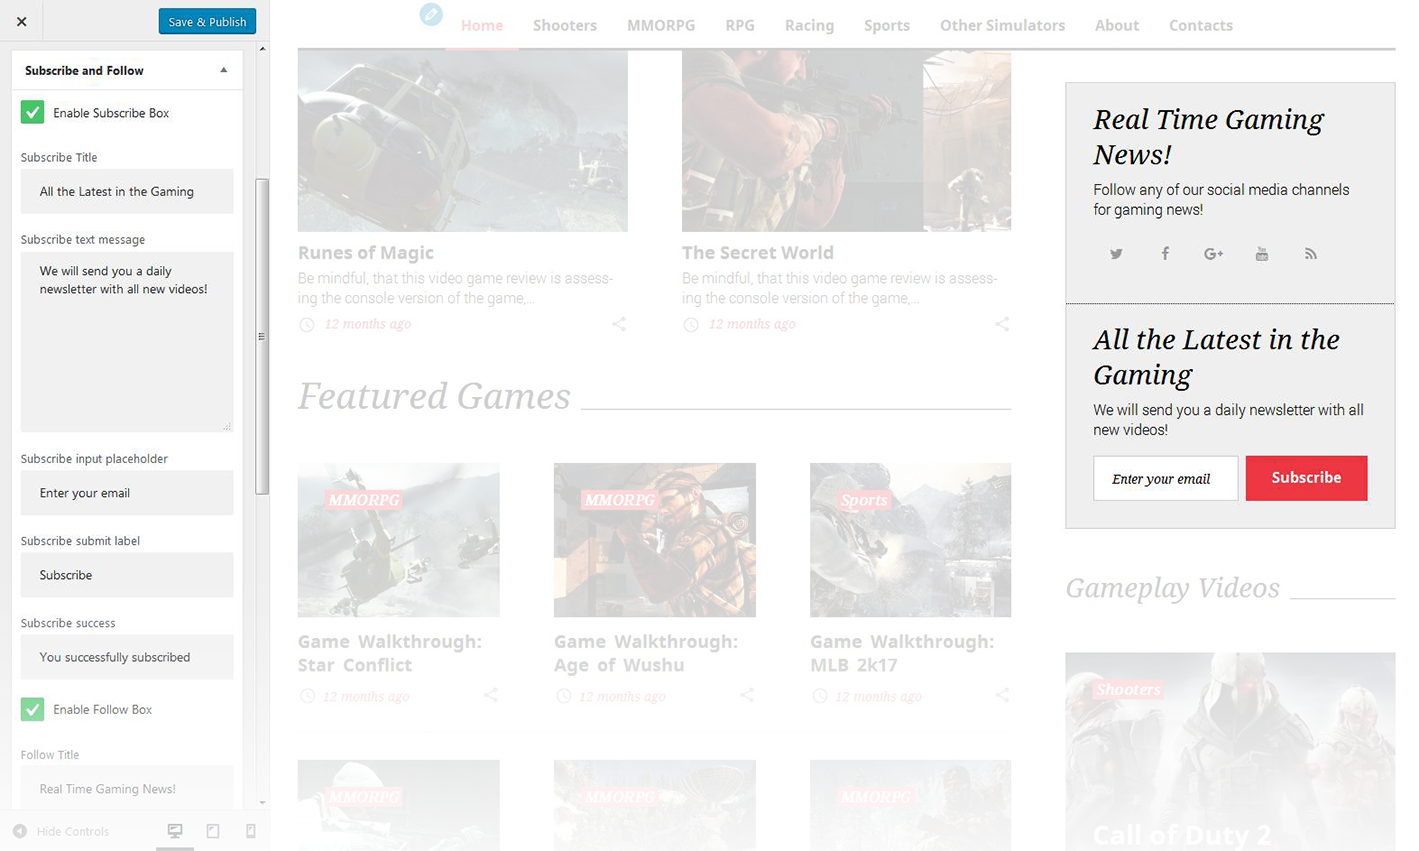 Save & Publish
Subscribe and Follow
Enable Subscribe Box
Subscribe Title
All the Latest in the Gaming
Subscribe text message
We will send you a daily
newsletter with all new videos!
Subscribe input placeholder
Enter your email
Subscribe submit label
Subscribe
Subscribe success
You successfully subscribed
Enable Follow Box
Follow Title
Real Time Gaming News!
Hide Controls
Home Shooters MMORPG RPG Racing Sports Other Simulators About Contacts
Runes of Magic
Be mindful, that this video game review is assess-
ing the console version of the game,...
12 months ago
The Secret World
Be mindful, that this video game review is assess-
ing the console version of the game,...
12 months ago
Featured Games
MMORPG
Game Walkthrough:
Star Conflict
12 months ago
MMORPG
Game Walkthrough:
Age of Wushu
12 months ago
Sports
Game Walkthrough:
MLB 2k17
12 months ago
MMORPG
MMORPG
MMORPG
Real Time Gaming
News!
Follow any of our social media channels
for gaming news!
G+
You
Tube
All the Latest in the
Gaming
We will send you a daily newsletter with all
new videos!
Enter your email
Subscribe
Gameplay Videos
Shooters
Call of Duty 2